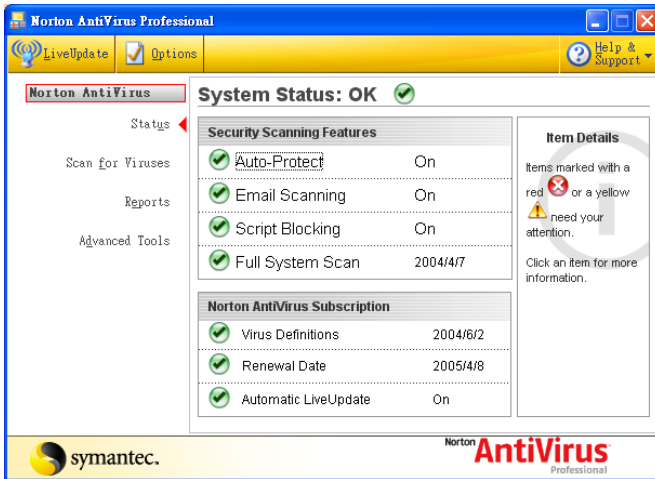 Norton AntiVirus Professional
LiveUpdate
Options
Help &
Support
Norton AntiVirus
Status
Scan for Viruses
Reports
Advanced Tools
System Status: OK
Security Scanning Features
Auto-Protect On
Email Scanning On
Script Blocking On
Full System Scan 2004/4/7
Norton AntiVirus Subscription
Virus Definitions 2004/6/2
Renewal Date 2005/4/8
Automatic LiveUpdate On
Item Details
Items marked with a
red or a yellow
need your
attention.
Click an item for more
information.
symantec.
Norton AntiVirus
Professional